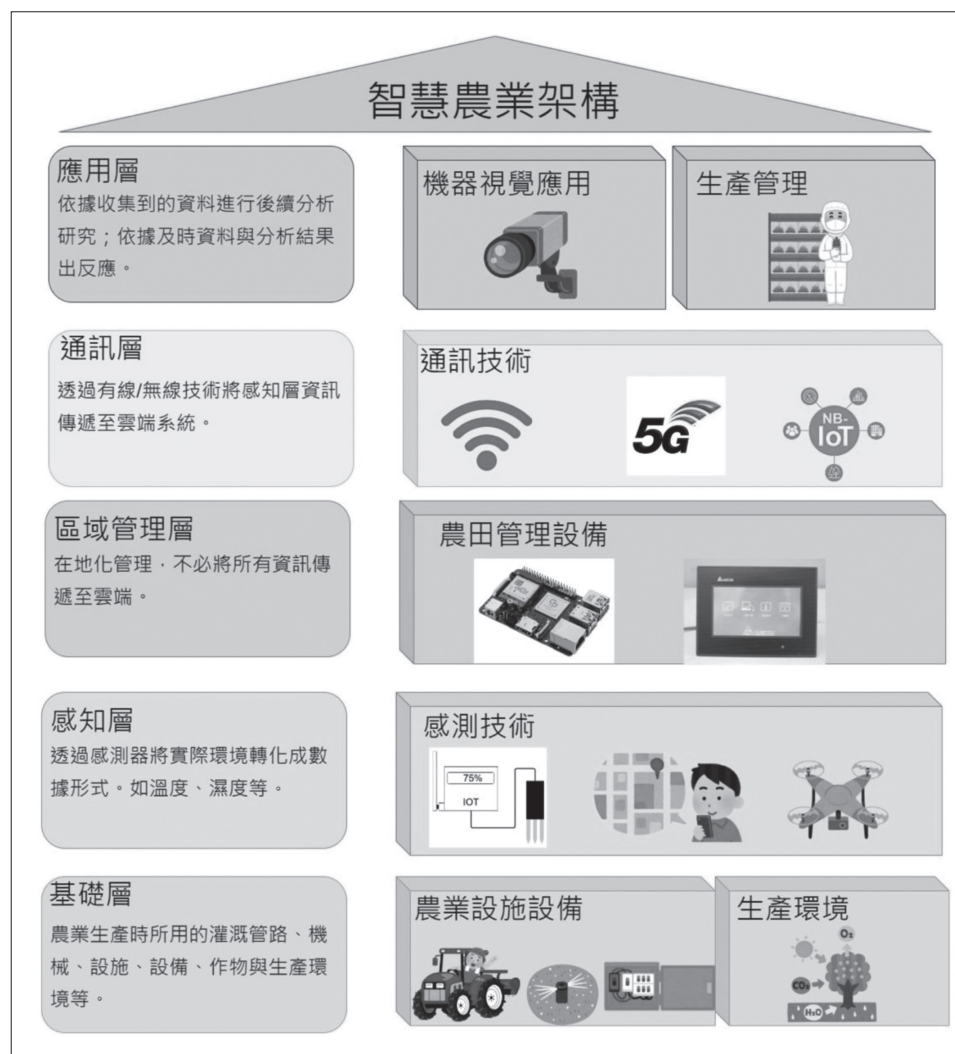 智慧農業架構
應用層
依據收集到的資料進行後續分析
研究；依據及時資料與分析結果
出反應。
機器視覺應用
生產管理
通訊層
透過有線/無線技術將感知層資訊
傳遞至雲端系統。
通訊技術
5G
NB-
IoT
區域管理層
在地化管理，不必將所有資訊傳
遞至雲端。
農田管理設備
感知層
透過感測器將實際環境轉化成數
據形式。如溫度、濕度等。
感測技術
75%
IOT
基礎層
農業生產時所用的灌溉管路、機
械、設施、設備、作物與生產環
境等。
農業設施設備
生產環境
O₂
CO₂
H₂O